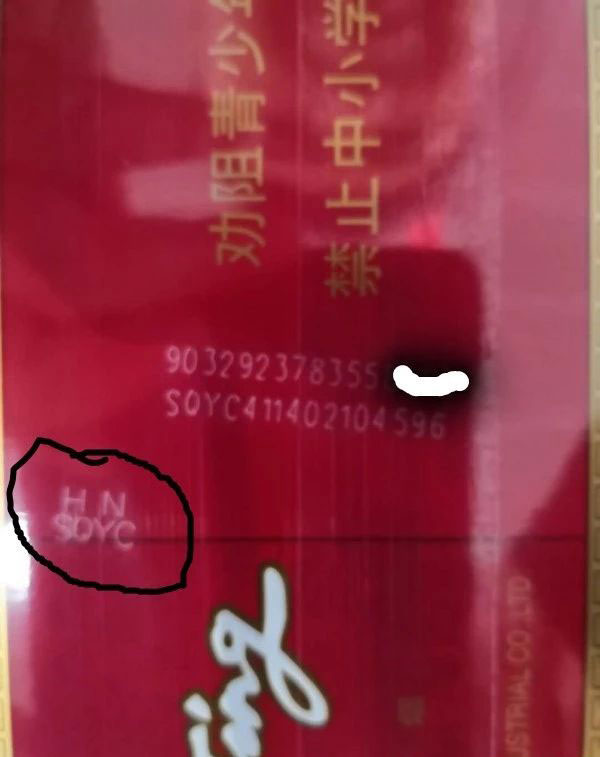 劝阻青少
禁止中小学
903292378355
SOYC411402104596
H N
SOYC
ing
USTRIAL CO.,LTD